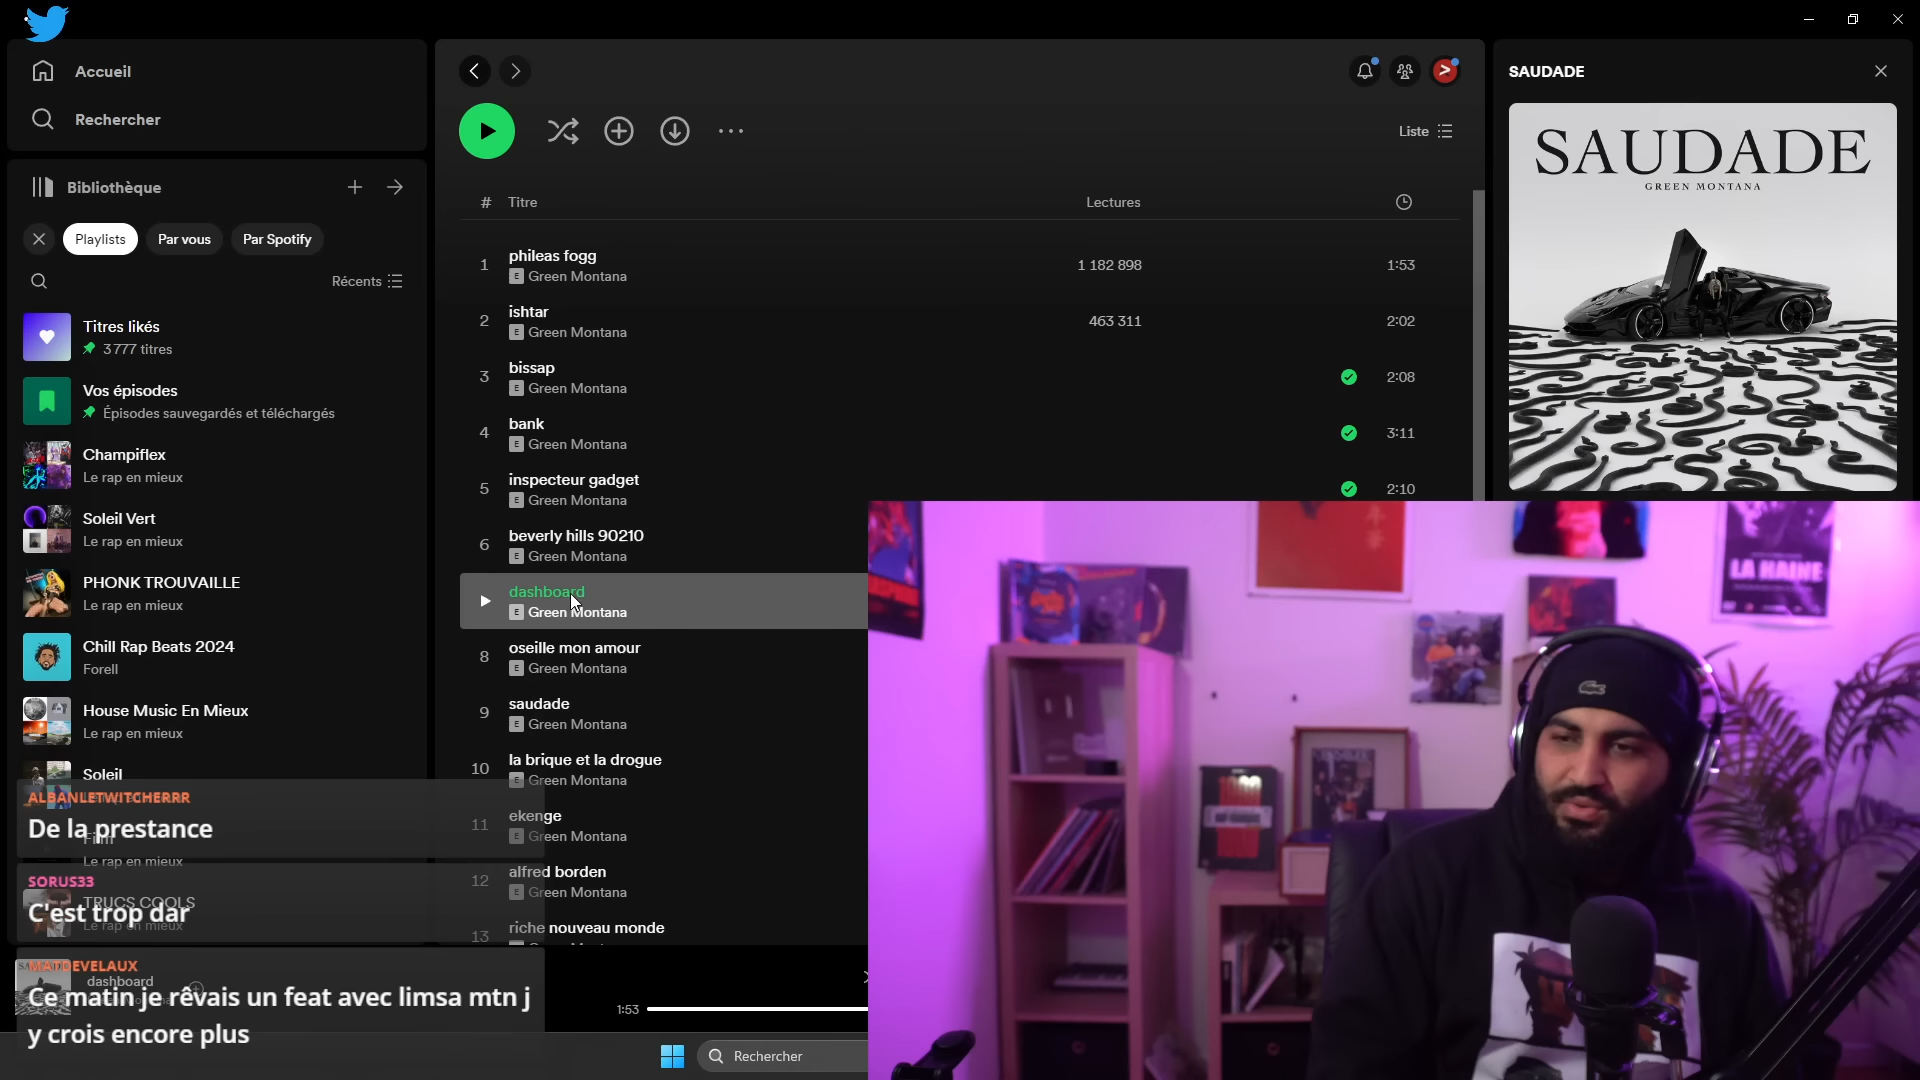 Accueil
Rechercher
Bibliothèque
Playlists
Par vous
Par Spotify
Récents
Titres likés
3 777 titres
Vos épisodes
Épisodes sauvegardés et téléchargés
Champiflex
Le rap en mieux
Soleil Vert
Le rap en mieux
PHONK TROUVAILLE
Le rap en mieux
Chill Rap Beats 2024
Forell
House Music En Mieux
Le rap en mieux
Soleil
ALBANLETWITCHERRR
De la prestance
Le rap en mieux
SORUS33
TRUCS COOLS
C'est trop dar
Le rap en mieux
MATDEVELAUX
dashboard
Ce matin je rêvais un feat avec limsa mtn j
y crois encore plus
Liste
# Titre Lectures
1 phileas fogg 1 182 898 1:53
E Green Montana
2 ishtar 463 311 2:02
E Green Montana
3 bissap 2:08
E Green Montana
4 bank 3:11
E Green Montana
5 inspecteur gadget 2:10
E Green Montana
6 beverly hills 90210
E Green Montana
dashboard
E Green Montana
8 oseille mon amour
E Green Montana
9 saudade
E Green Montana
10 la brique et la drogue
E Green Montana
11 ekenge
E Green Montana
12 alfred borden
E Green Montana
13 riche nouveau monde
1:53
Rechercher
SAUDADE
SAUDADE
GREEN MONTANA
LA HAINE